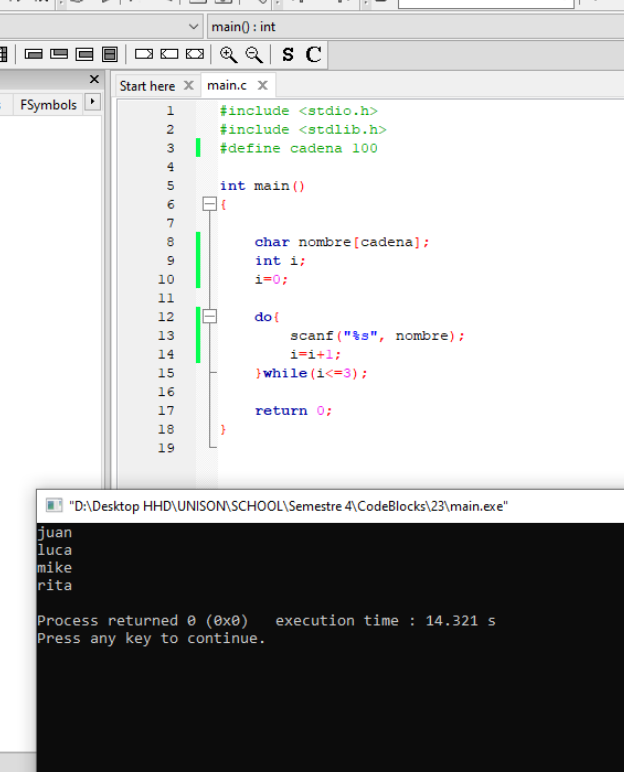 main() : int
S C
FSymbols
Start here
main.c
1 #include <stdio.h>
2 #include <stdlib.h>
3 #define cadena 100
4
5 int main()
6 {
7
8 char nombre[cadena];
9 int i;
10 i=0;
11
12 do{
13 scanf("%s", nombre);
14 i=i+1;
15 }while(i<=3);
16
17 return 0;
18 }
19
"D:\Desktop HHD\UNISON\SCHOOL\Semestre 4\CodeBlocks\23\main.exe"
juan
luca
mike
rita
Process returned 0 (0x0)   execution time : 14.321 s
Press any key to continue.